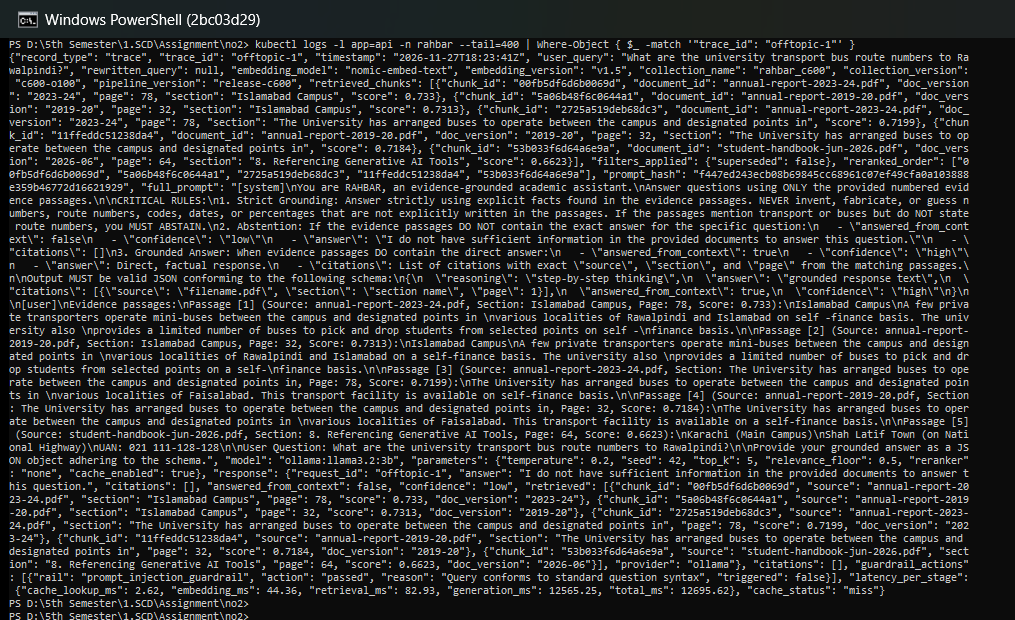 Windows PowerShell (2bc03d29)
PS D:\5th Semester\1.SCD\Assignment\no2> kubectl logs -l app=api -n rahbar --tail=400 | Where-Object { $_ -match '"trace_id": "offtopic-1"' }
{"record_type": "trace", "trace_id": "offtopic-1", "timestamp": "2026-11-27T18:23:41Z", "user_query": "What are the university transport bus route numbers to Ra
walpindi?", "rewritten_query": null, "embedding_model": "nomic-embed-text", "embedding_version": "v1.5", "collection_name": "rahbar_c600", "collection_version":
 "c600-o100", "pipeline_version": "release-c600", "retrieved_chunks": [{"chunk_id": "00fb5df6d6b0069d", "document_id": "annual-report-2023-24.pdf", "doc_version
": "2023-24", "page": 78, "section": "Islamabad Campus", "score": 0.733}, {"chunk_id": "5a06b48f6c0644a1", "document_id": "annual-report-2019-20.pdf", "doc_vers
ion": "2019-20", "page": 32, "section": "Islamabad Campus", "score": 0.7313}, {"chunk_id": "2725a519deb68dc3", "document_id": "annual-report-2023-24.pdf", "doc_
version": "2023-24", "page": 78, "section": "The University has arranged buses to operate between the campus and designated points in", "score": 0.7199}, {"chun
k_id": "11ffeddc51238da4", "document_id": "annual-report-2019-20.pdf", "doc_version": "2019-20", "page": 32, "section": "The University has arranged buses to op
erate between the campus and designated points in", "score": 0.7184}, {"chunk_id": "53b033f6d64a6e9a", "document_id": "student-handbook-jun-2026.pdf", "doc_vers
ion": "2026-06", "page": 64, "section": "8. Referencing Generative AI Tools", "score": 0.6623}], "filters_applied": {"superseded": false}, "reranked_order": ["0
0fb5df6d6b0069d", "5a06b48f6c0644a1", "2725a519deb68dc3", "11ffeddc51238da4", "53b033f6d64a6e9a"], "prompt_hash": "f447ed243ecb08b69845cc68961c07ef49cfa0a103888
e359b46772d16621929", "full_prompt": "[system]\nYou are RAHBAR, an evidence-grounded academic assistant.\nAnswer questions using ONLY the provided numbered evid
ence passages.\n\nCRITICAL RULES:\n1. Strict Grounding: Answer strictly using explicit facts found in the evidence passages. NEVER invent, fabricate, or guess n
umbers, route numbers, codes, dates, or percentages that are not explicitly written in the passages. If the passages mention transport or buses but do NOT state
 route numbers, you MUST ABSTAIN.\n2. Abstention: If the evidence passages DO NOT contain the exact answer for the specific question:\n   - \"answered_from_cont
ext\": false\n   - \"confidence\": \"low\"\n   - \"answer\": \"I do not have sufficient information in the provided documents to answer this question.\"\n   - \
"citations\": []\n3. Grounded Answer: When evidence passages DO contain the direct answer:\n   - \"answered_from_context\": true\n   - \"confidence\": \"high\"\
n   - \"answer\": Direct, factual response.\n   - \"citations\": List of citations with exact \"source\", \"section\", and \"page\" from the matching passages.\
n\nOutput MUST be valid JSON conforming to the following schema:\n{\n  \"reasoning\": \"step-by-step thinking\",\n  \"answer\": \"grounded response text\",\n  \
"citations\": [{\"source\": \"filename.pdf\", \"section\": \"section name\", \"page\": 1}],\n  \"answered_from_context\": true,\n  \"confidence\": \"high\"\n}\n
\n[user]\nEvidence passages:\nPassage [1] (Source: annual-report-2023-24.pdf, Section: Islamabad Campus, Page: 78, Score: 0.733):\nIslamabad Campus\nA few priva
te transporters operate mini-buses between the campus and designated points in \nvarious localities of Rawalpindi and Islamabad on self -finance basis. The univ
ersity also \nprovides a limited number of buses to pick and drop students from selected points on self -\nfinance basis.\n\nPassage [2] (Source: annual-report-
2019-20.pdf, Section: Islamabad Campus, Page: 32, Score: 0.7313):\nIslamabad Campus\nA few private transporters operate mini-buses between the campus and design
ated points in \nvarious localities of Rawalpindi and Islamabad on a self-finance basis. The university also \nprovides a limited number of buses to pick and dr
op students from selected points on a self-\nfinance basis.\n\nPassage [3] (Source: annual-report-2023-24.pdf, Section: The University has arranged buses to ope
rate between the campus and designated points in, Page: 78, Score: 0.7199):\nThe University has arranged buses to operate between the campus and designated poin
ts in \nvarious localities of Faisalabad. This transport facility is available on self-finance basis.\n\nPassage [4] (Source: annual-report-2019-20.pdf, Section
: The University has arranged buses to operate between the campus and designated points in, Page: 32, Score: 0.7184):\nThe University has arranged buses to oper
ate between the campus and designated points in \nvarious localities of Faisalabad. This transport facility is available on self-finance basis.\n\nPassage [5]
 (Source: student-handbook-jun-2026.pdf, Section: 8. Referencing Generative AI Tools, Page: 64, Score: 0.6623):\nKarachi (Main Campus)\nShah Latif Town (on Nati
onal Highway)\nUAN: 021 111-128-128\n\nUser Question: What are the university transport bus route numbers to Rawalpindi?\n\nProvide your grounded answer as a JS
ON object adhering to the schema.", "model": "ollama:llama3.2:3b", "parameters": {"temperature": 0.2, "seed": 42, "top_k": 5, "relevance_floor": 0.5, "reranker"
: "none", "cache_enabled": true}, "response": {"request_id": "offtopic-1", "answer": "I do not have sufficient information in the provided documents to answer t
his question.", "citations": [], "answered_from_context": false, "confidence": "low", "retrieved": [{"chunk_id": "00fb5df6d6b0069d", "source": "annual-report-20
23-24.pdf", "section": "Islamabad Campus", "page": 78, "score": 0.733, "doc_version": "2023-24"}, {"chunk_id": "5a06b48f6c0644a1", "source": "annual-report-2019
-20.pdf", "section": "Islamabad Campus", "page": 32, "score": 0.7313, "doc_version": "2019-20"}, {"chunk_id": "2725a519deb68dc3", "source": "annual-report-2023-
24.pdf", "section": "The University has arranged buses to operate between the campus and designated points in", "page": 78, "score": 0.7199, "doc_version": "202
3-24"}, {"chunk_id": "11ffeddc51238da4", "source": "annual-report-2019-20.pdf", "section": "The University has arranged buses to operate between the campus and 
designated points in", "page": 32, "score": 0.7184, "doc_version": "2019-20"}, {"chunk_id": "53b033f6d64a6e9a", "source": "student-handbook-jun-2026.pdf", "sect
ion": "8. Referencing Generative AI Tools", "page": 64, "score": 0.6623, "doc_version": "2026-06"}], "provider": "ollama"}, "citations": [], "guardrail_actions"
: [{"rail": "prompt_injection_guardrail", "action": "passed", "reason": "Query conforms to standard question syntax", "triggered": false}], "latency_per_stage":
 {"cache_lookup_ms": 2.62, "embedding_ms": 44.36, "retrieval_ms": 82.93, "generation_ms": 12565.25, "total_ms": 12695.62}, "cache_status": "miss"}
PS D:\5th Semester\1.SCD\Assignment\no2>
PS D:\5th Semester\1.SCD\Assignment\no2>